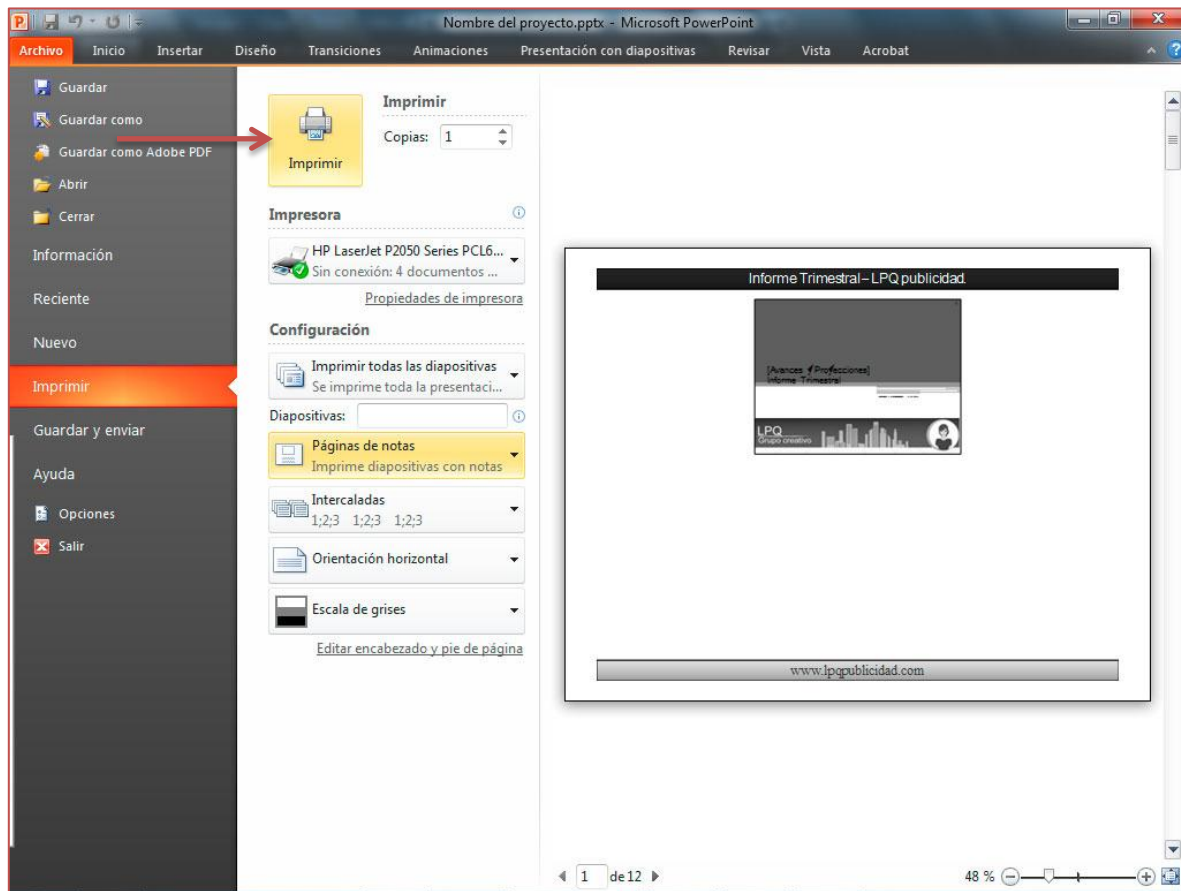 Nombre del proyecto.pptx - Microsoft PowerPoint
Archivo Inicio Insertar Diseño Transiciones Animaciones Presentación con diapositivas Revisar Vista Acrobat
Guardar
Guardar como
Guardar como Adobe PDF
Abrir
Cerrar
Información
Reciente
Nuevo
Imprimir
Guardar y enviar
Ayuda
Opciones
Salir
Imprimir
Imprimir
Copias: 1
Impresora
HP LaserJet P2050 Series PCL6...
Sin conexión: 4 documentos ...
Propiedades de impresora
Configuración
Imprimir todas las diapositivas
Se imprime toda la presentaci...
Diapositivas:
Páginas de notas
Imprime diapositivas con notas
Intercaladas
1;2;3 1;2;3 1;2;3
Orientación horizontal
Escala de grises
Editar encabezado y pie de página
Informe Trimestral – LPQ publicidad.
[Avances y Profecciones]
Informe Trimestral
LPQ
Grupo creativo
www.lpqpublicidad.com
1 de 12
48 %